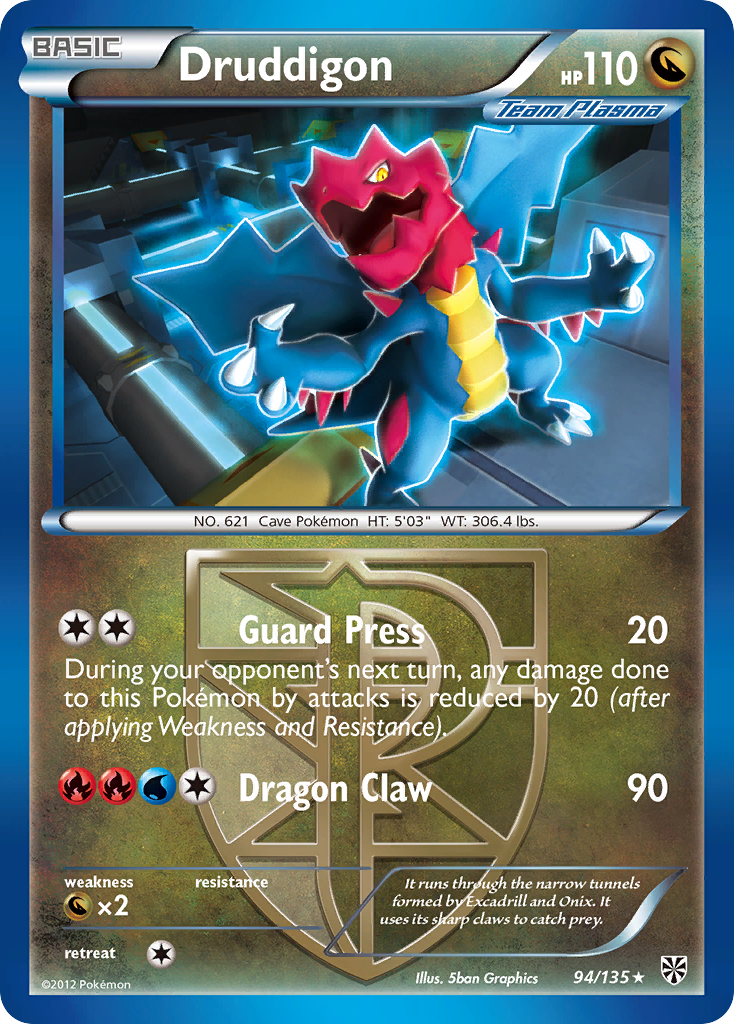 BASIC
Druddigon
HP110
Team Plasma
NO. 621 Cave Pokémon HT: 5'03" WT: 306.4 lbs.
Guard Press 20
During your opponent's next turn, any damage done
to this Pokémon by attacks is reduced by 20 (after
applying Weakness and Resistance).
Dragon Claw 90
weakness resistance
×2
retreat
It runs through the narrow tunnels
formed by Excadrill and Onix. It
uses its sharp claws to catch prey.
©2012 Pokémon
Illus. 5ban Graphics 94/135 ★